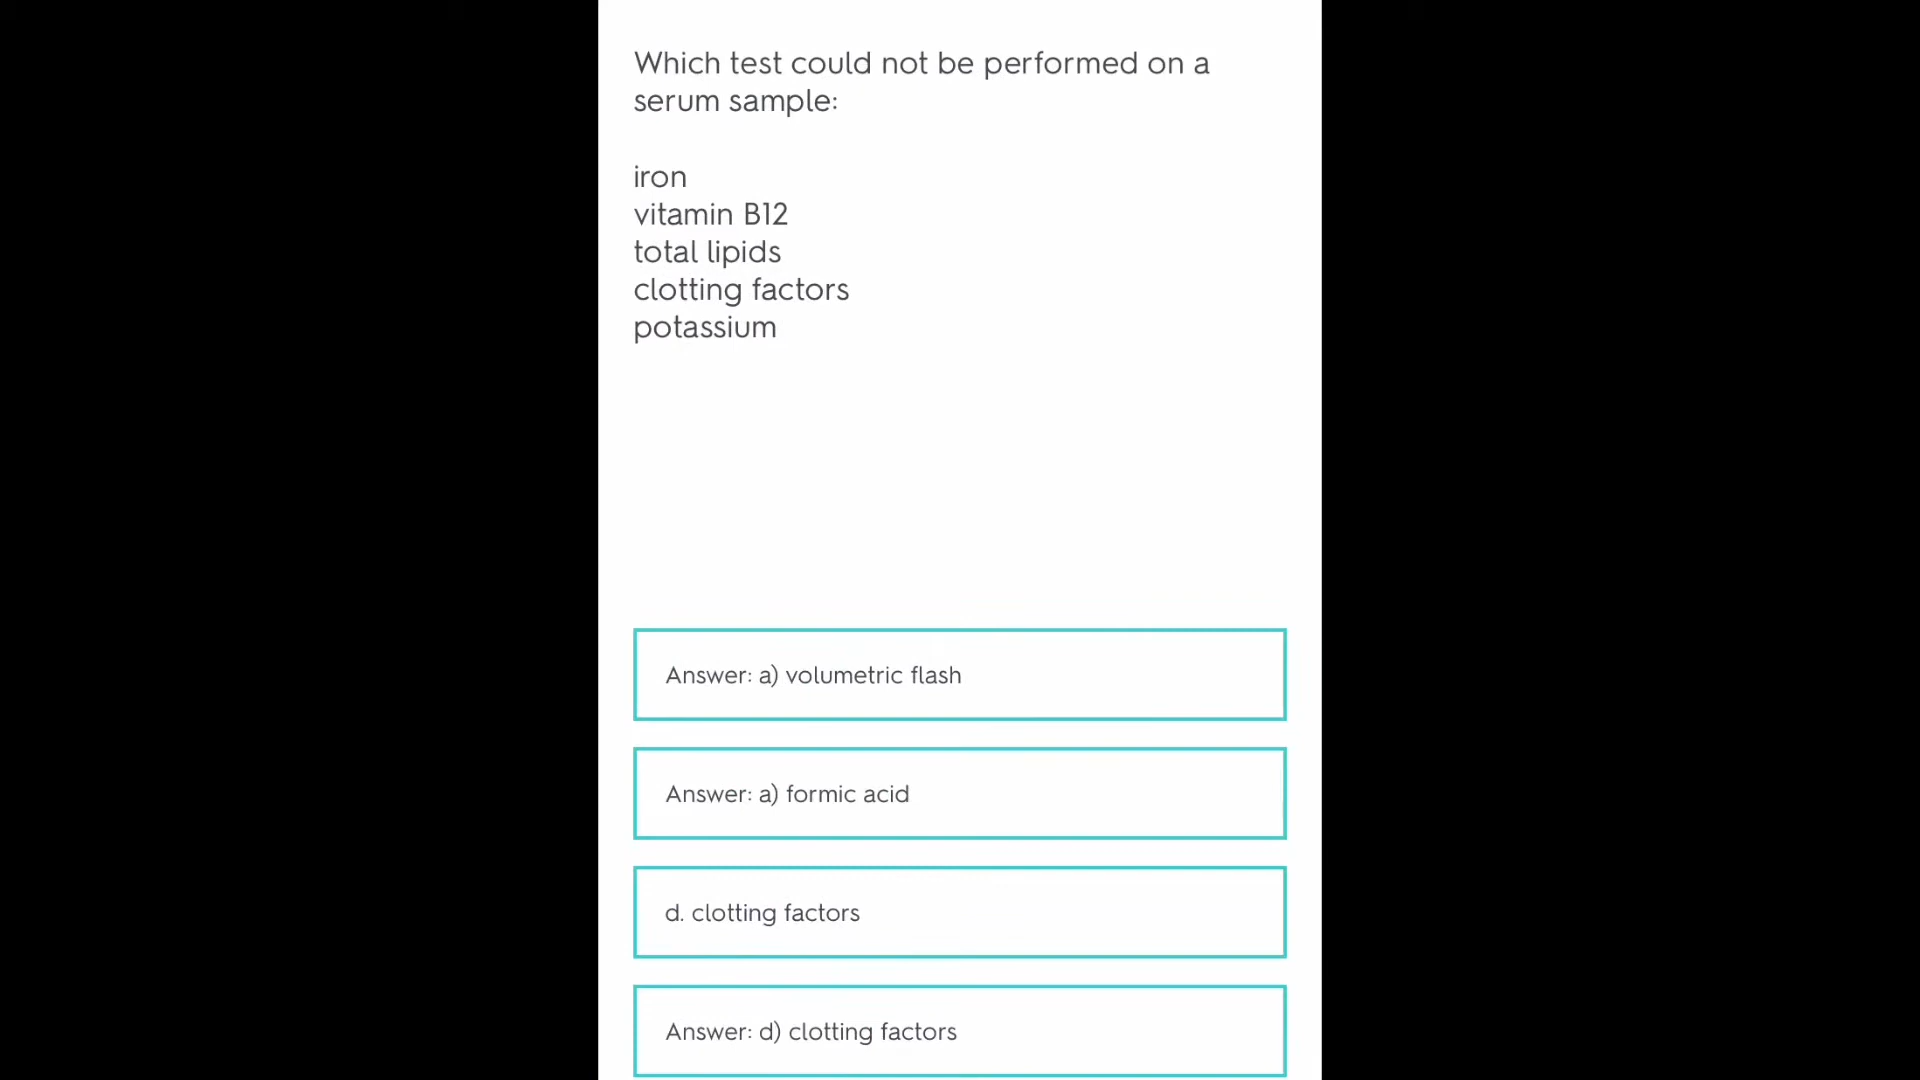 Which test could not be performed on a
serum sample:
iron
vitamin B12
total lipids
clotting factors
potassium
Answer: a) volumetric flash
Answer: a) formic acid
d. clotting factors
Answer: d) clotting factors